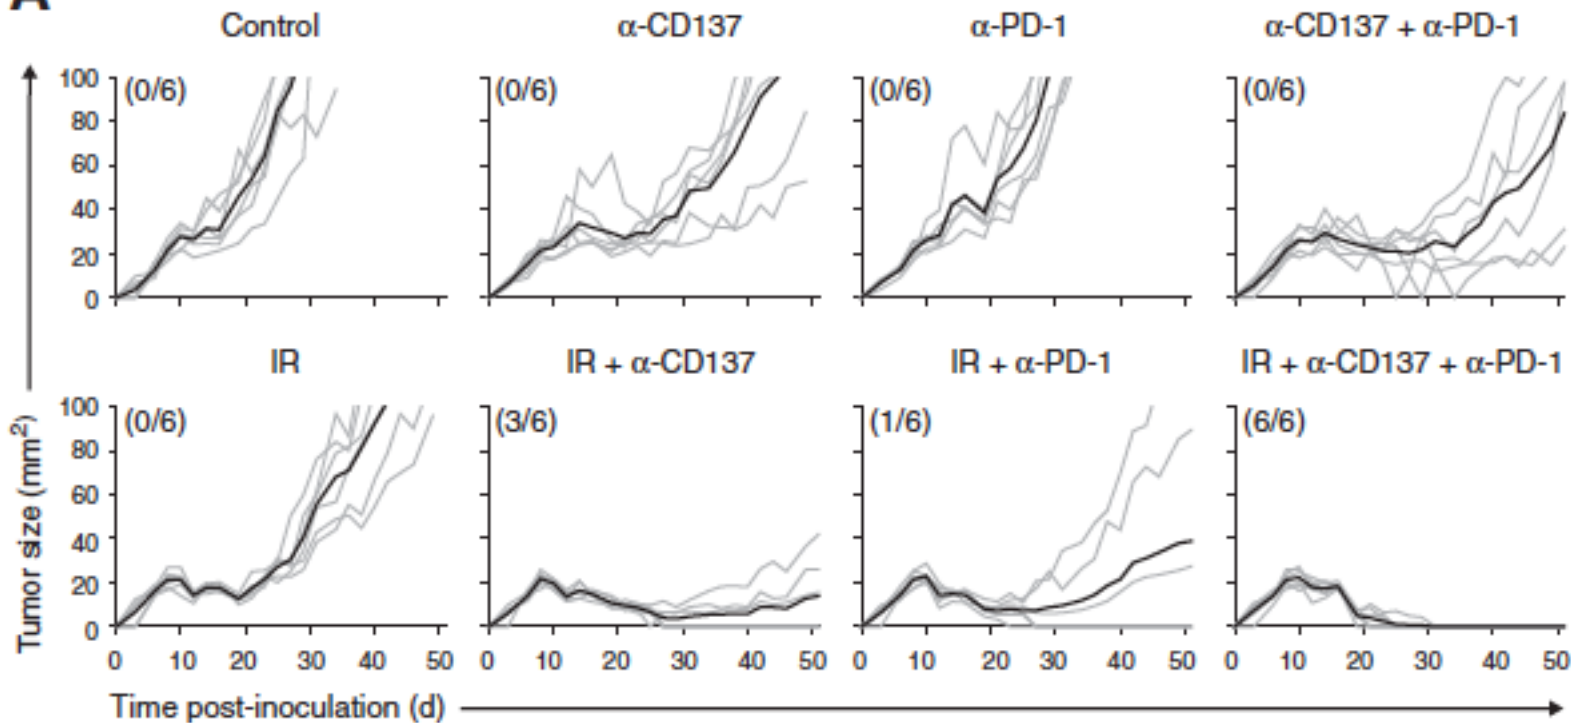 A
Control
α-CD137
α-PD-1
α-CD137 + α-PD-1
100
80
60
40
20
0
(0/6)
(0/6)
(0/6)
(0/6)
IR
IR + α-CD137
IR + α-PD-1
IR + α-CD137 + α-PD-1
100
80
60
40
20
0
(0/6)
(3/6)
(1/6)
(6/6)
0 10 20 30 40 50
0 10 20 30 40 50
0 10 20 30 40 50
0 10 20 30 40 50
Tumor size (mm²)
Time post-inoculation (d)